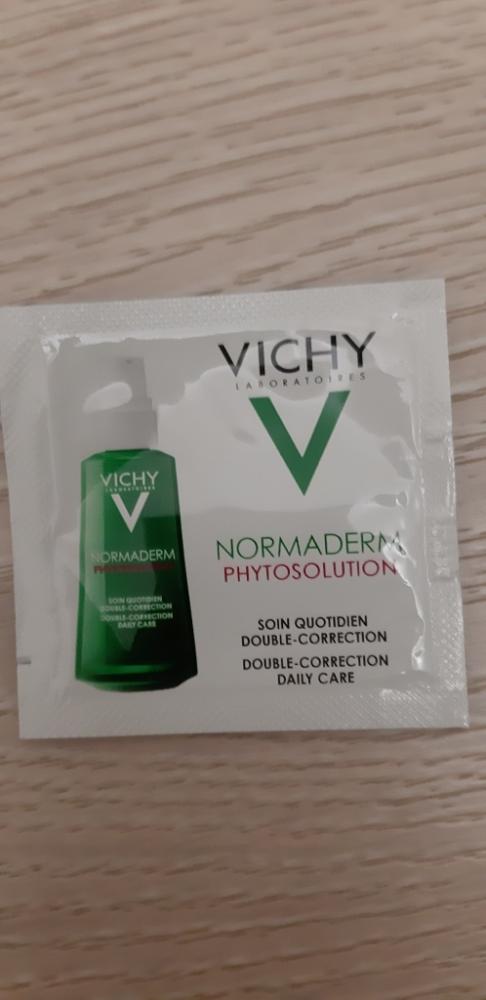 VICHY
LABORATOIRES
NORMADERM
PHYTOSOLUTION
SOIN QUOTIDIEN
DOUBLE-CORRECTION
DOUBLE-CORRECTION
DAILY CARE
VICHY
LABORATOIRES
NORMADERM
PHYTOSOLUTION
SOIN QUOTIDIEN
DOUBLE-CORRECTION
DOUBLE-CORRECTION
DAILY CARE